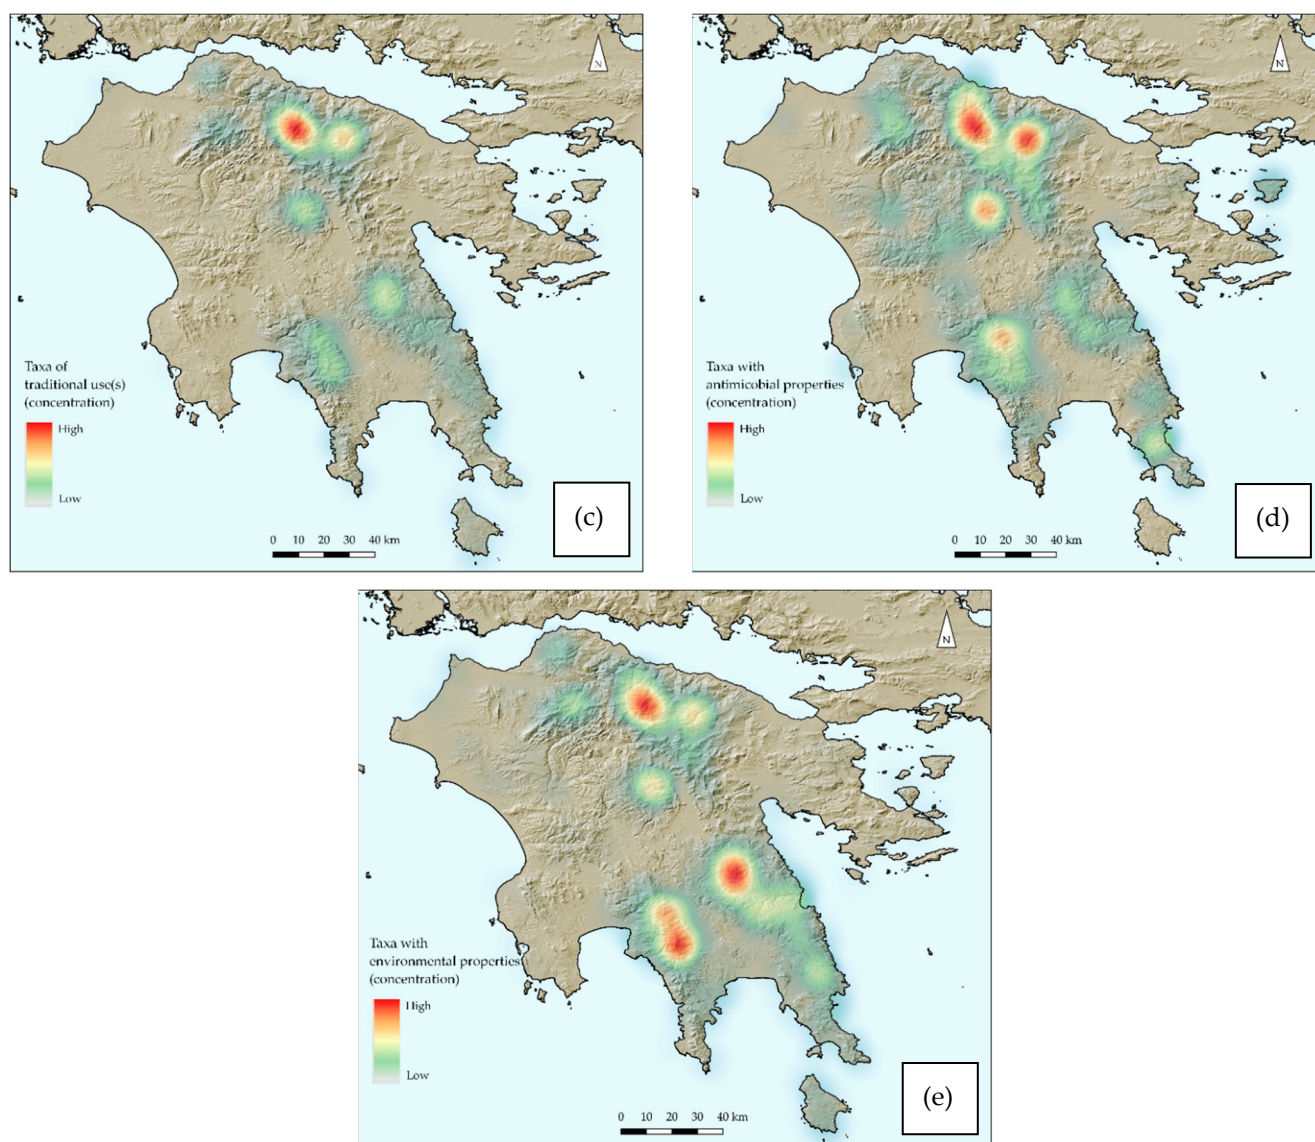 N
Taxa of
traditional use(s)
(concentration)
High
Low
0 10 20 30 40 km
(c)
N
Taxa with
antimicobial properties
(concentration)
High
Low
0 10 20 30 40 km
(d)
N
Taxa with
environmental properties
(concentration)
High
Low
0 10 20 30 40 km
(e)